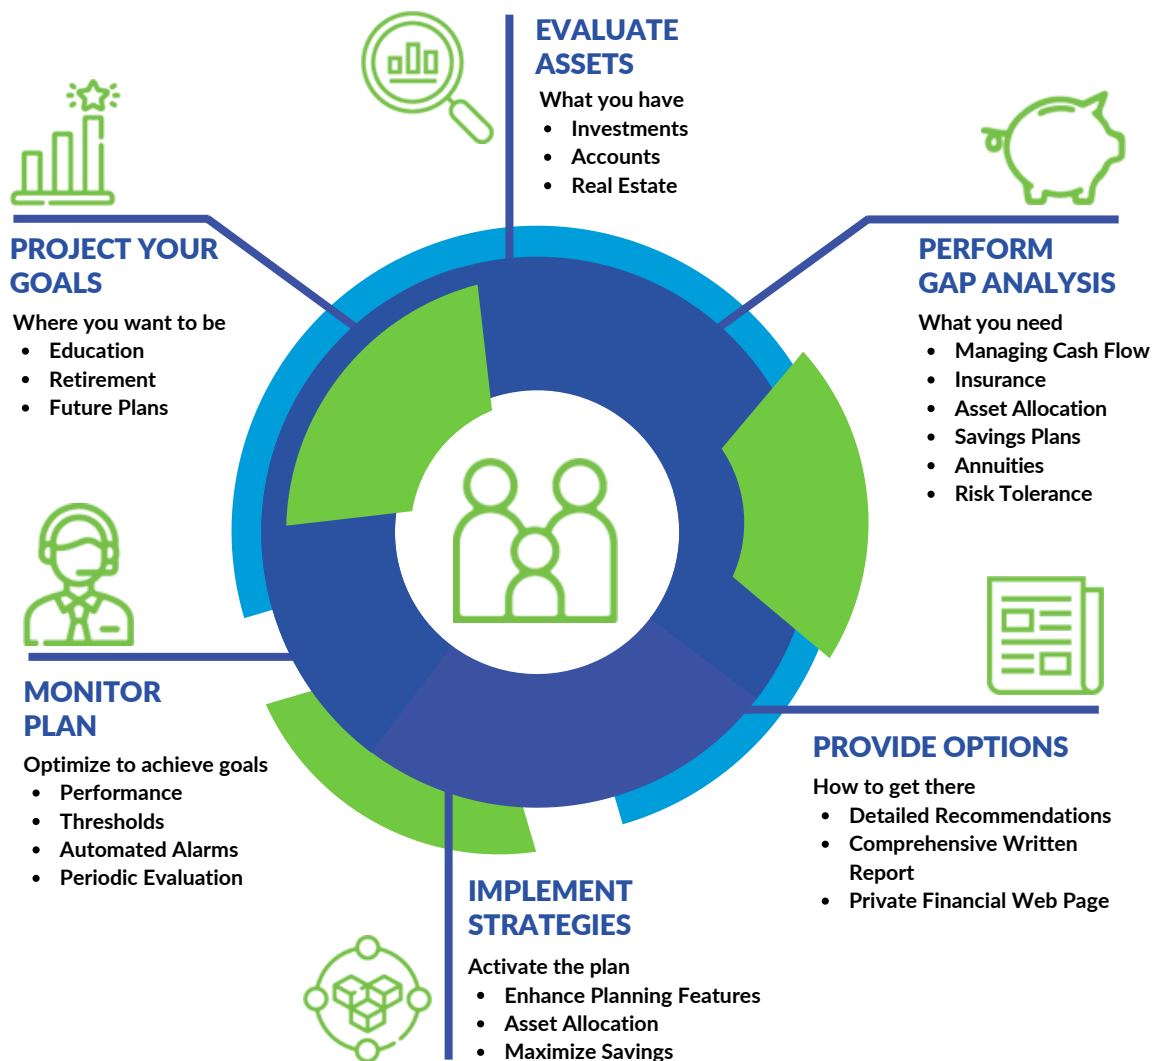 EVALUATE
ASSETS
What you have
• Investments
• Accounts
• Real Estate
PROJECT YOUR
GOALS
Where you want to be
• Education
• Retirement
• Future Plans
PERFORM
GAP ANALYSIS
What you need
• Managing Cash Flow
• Insurance
• Asset Allocation
• Savings Plans
• Annuities
• Risk Tolerance
MONITOR
PLAN
Optimize to achieve goals
• Performance
• Thresholds
• Automated Alarms
• Periodic Evaluation
PROVIDE OPTIONS
How to get there
• Detailed Recommendations
• Comprehensive Written
Report
• Private Financial Web Page
IMPLEMENT
STRATEGIES
Activate the plan
• Enhance Planning Features
• Asset Allocation
• Maximize Savings